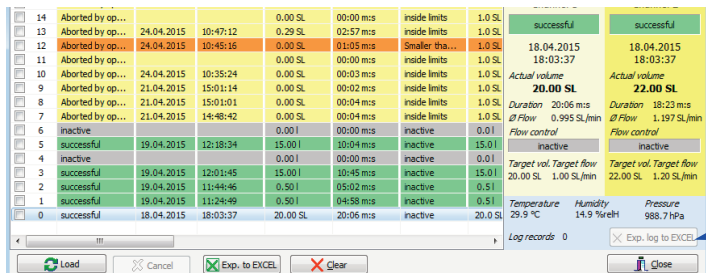 14 Aborted by op... 0.00 SL 00:00 m:s inside limits 1.0 SL
13 Aborted by op... 24.04.2015 10:47:12 0.29 SL 02:57 m:s inside limits 1.0 SL
12 Aborted by op... 24.04.2015 10:45:16 0.00 SL 01:05 m:s Smaller tha... 1.0 SL
11 Aborted by op... 0.00 SL 00:00 m:s inside limits 1.0 SL
10 Aborted by op... 24.04.2015 10:35:24 0.00 SL 00:03 m:s inside limits 1.0 SL
9 Aborted by op... 21.04.2015 15:01:14 0.00 SL 00:02 m:s inside limits 1.0 SL
8 Aborted by op... 21.04.2015 15:01:01 0.00 SL 00:04 m:s inside limits 1.0 SL
7 Aborted by op... 21.04.2015 14:48:42 0.00 SL 00:04 m:s inside limits 1.0 SL
6 inactive 0.00 l 00:00 m:s inactive 0.0 l
5 successful 19.04.2015 12:18:34 15.00 l 10:04 m:s inactive 15.0 l
4 inactive 0.00 l 00:00 m:s inactive 0.0 l
3 successful 19.04.2015 12:01:45 15.00 l 10:45 m:s inactive 15.0 l
2 successful 19.04.2015 11:44:46 0.50 l 05:02 m:s inactive 0.5 l
1 successful 19.04.2015 11:24:49 0.50 l 04:58 m:s inactive 0.5 l
0 successful 18.04.2015 18:03:37 20.00 SL 20:06 m:s inactive 20.0 SL
Load Cancel Exp. to EXCEL Clear
successful successful
18.04.2015 18.04.2015
18:03:37 18:03:37
Actual volume Actual volume
20.00 SL 22.00 SL
Duration 20:06 m:s Duration 18:23 m:s
Ø Flow 0.995 SL/min Ø Flow 1.197 SL/min
Flow control Flow control
inactive inactive
Target vol. Target flow Target vol. Target flow
20.00 SL 1.00 SL/min 22.00 SL 1.20 SL/min
Temperature Humidity Pressure
29.9 °C 14.9 %relH 988.7 hPa
Log records 0 Exp. log to EXCEL
Close